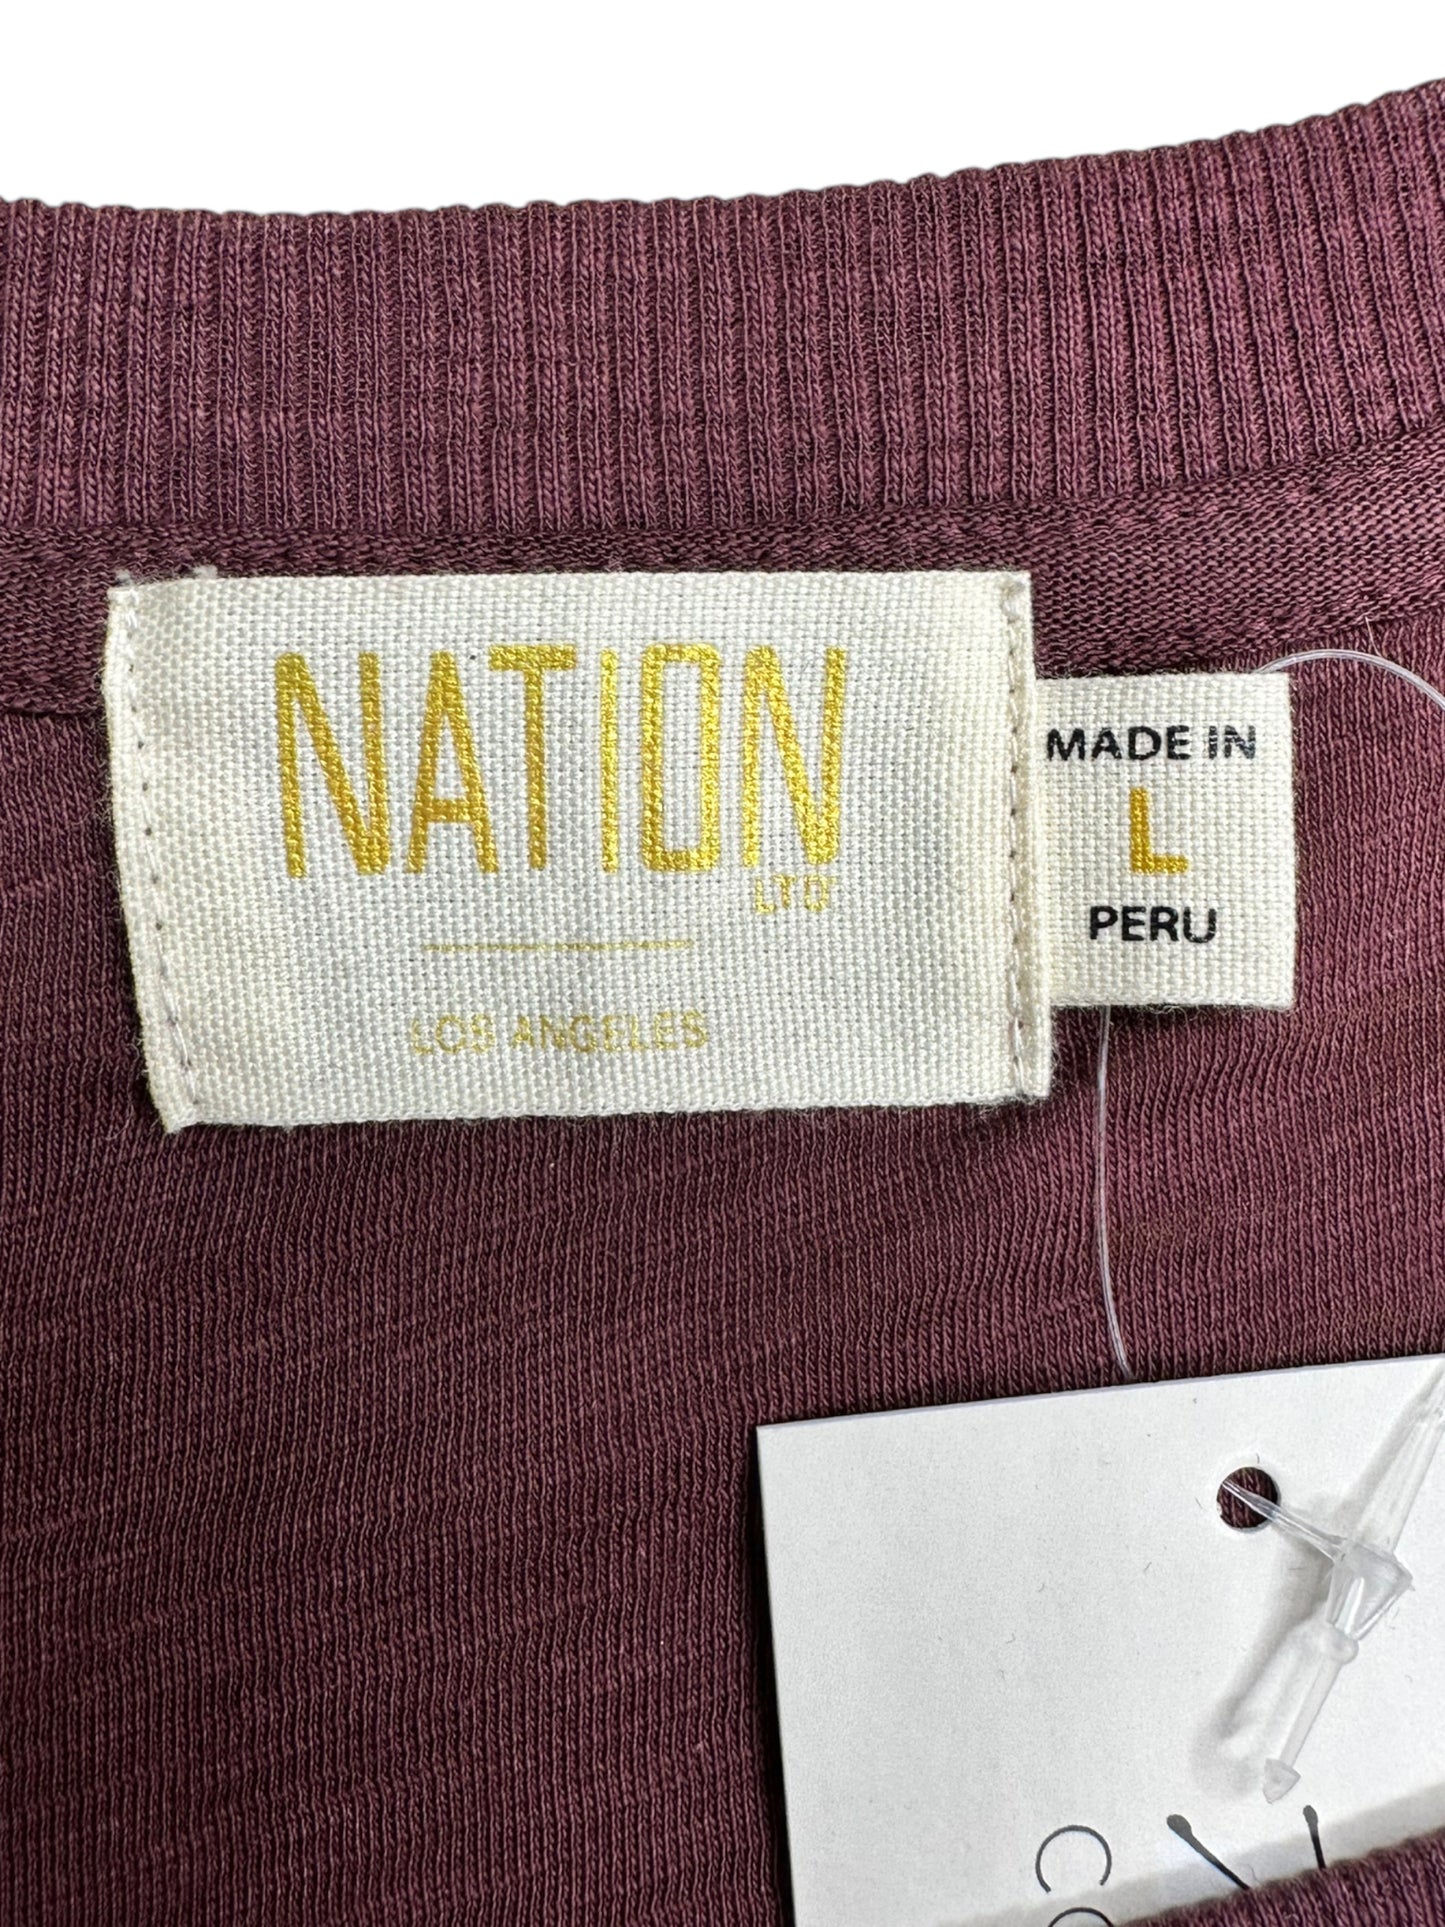 NATION
LTD
LOS ANGELES
MADE IN
L
PERU